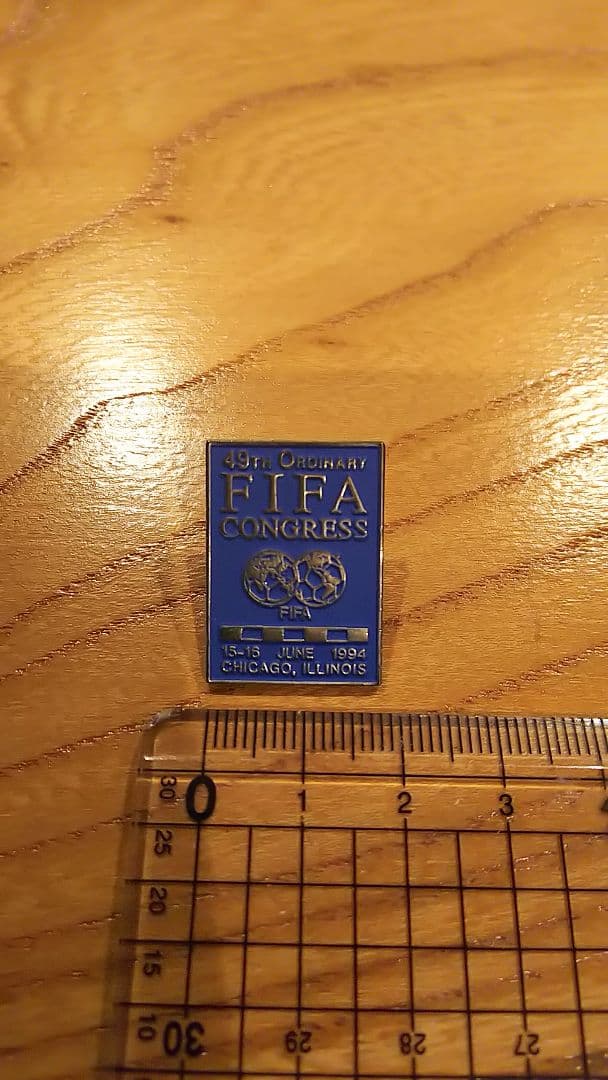 49TH ORDINARY
FIFA
CONGRESS
FIFA
15-16 JUNE 1994
CHICAGO, ILLINOIS
0 1 2 3 4
30
25
20
15
10
30 29 28 27